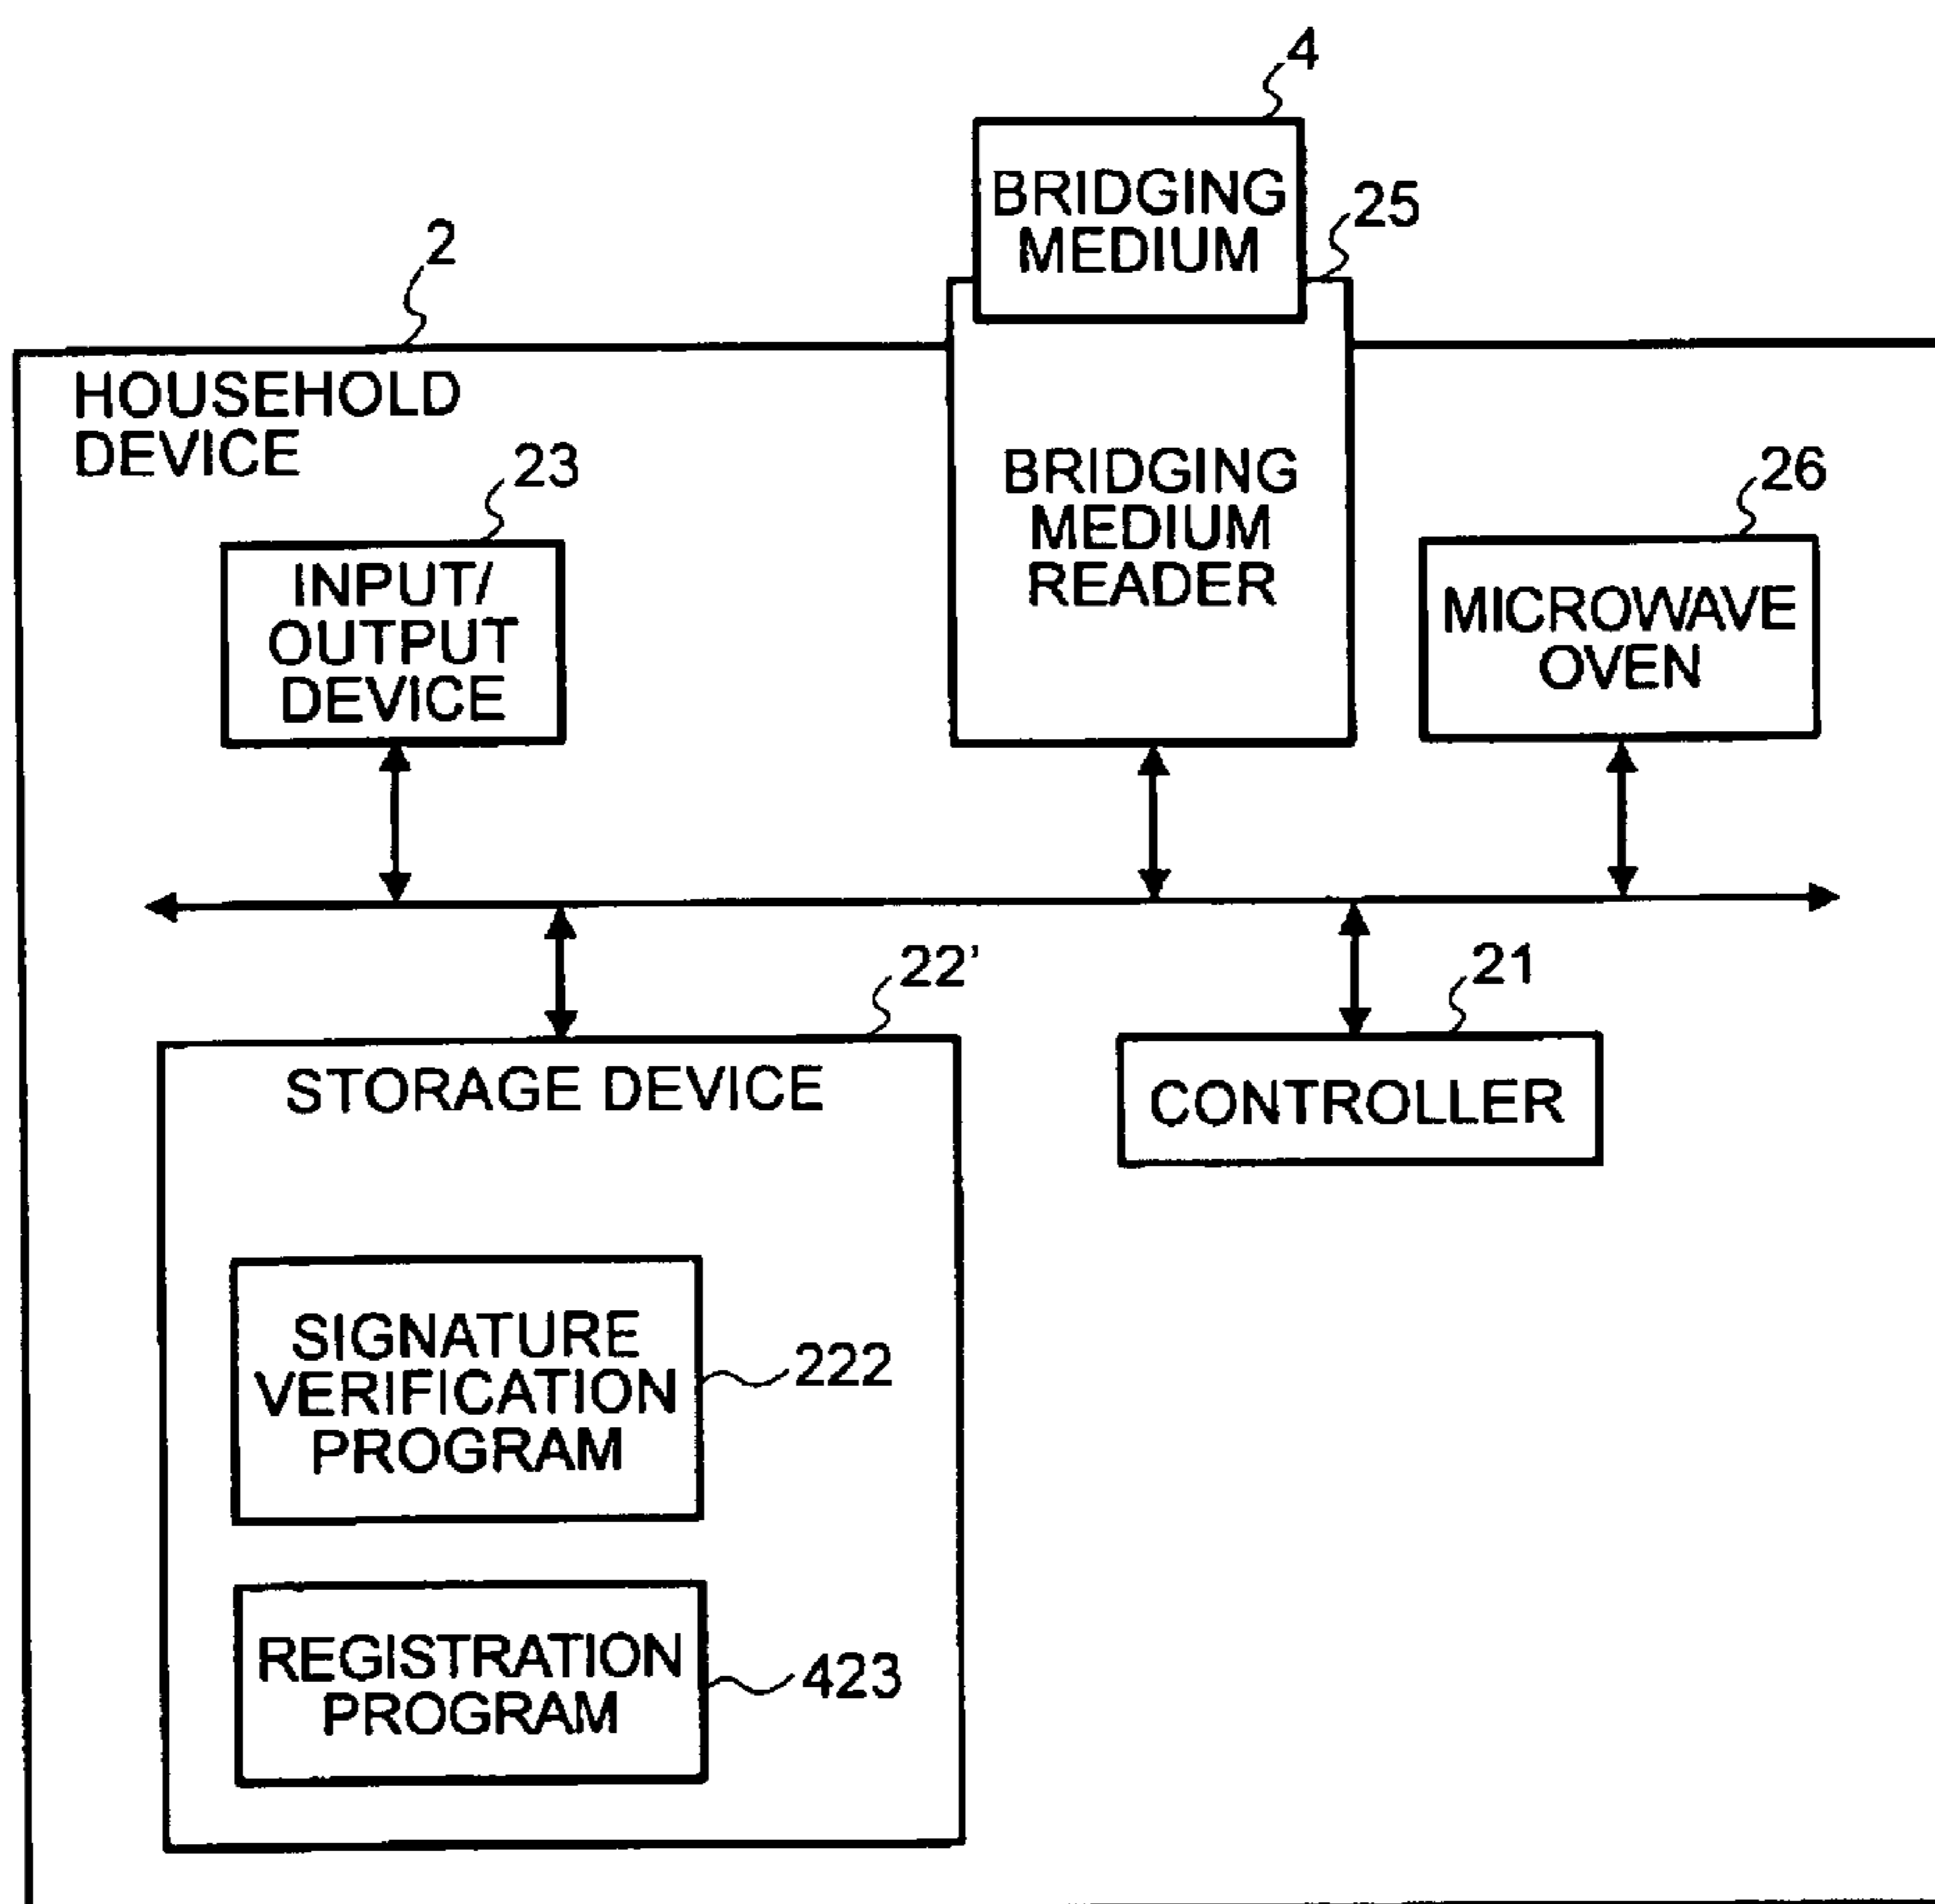 4
BRIDGING
MEDIUM
25
2
HOUSEHOLD
DEVICE
23
BRIDGING
MEDIUM
READER
26
INPUT/
OUTPUT
DEVICE
MICROWAVE
OVEN
22'
21
STORAGE DEVICE
CONTROLLER
SIGNATURE
VERIFICATION
PROGRAM
222
REGISTRATION
PROGRAM
423